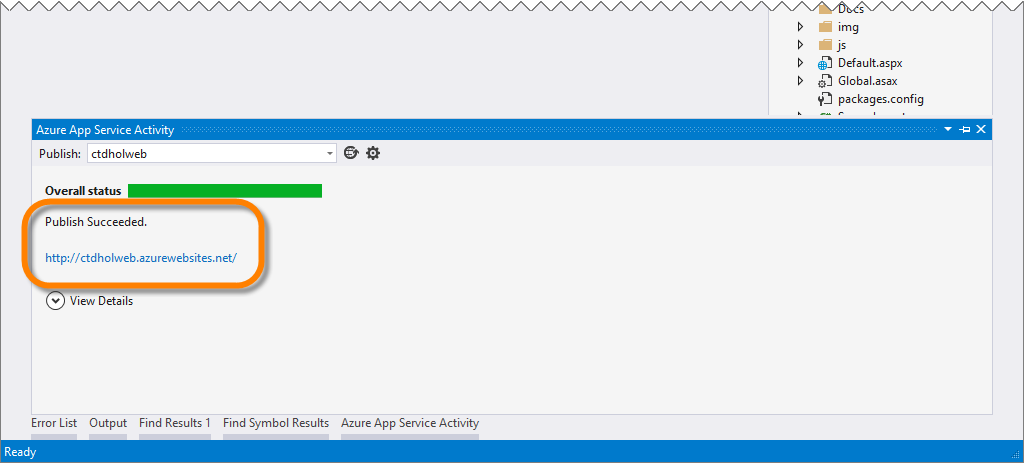 Docs
img
js
Default.aspx
Global.asax
packages.config
Azure App Service Activity
Publish: ctdholweb
Overall status
Publish Succeeded.
http://ctdholweb.azurewebsites.net/
View Details
Error List Output Find Results 1 Find Symbol Results Azure App Service Activity
Ready